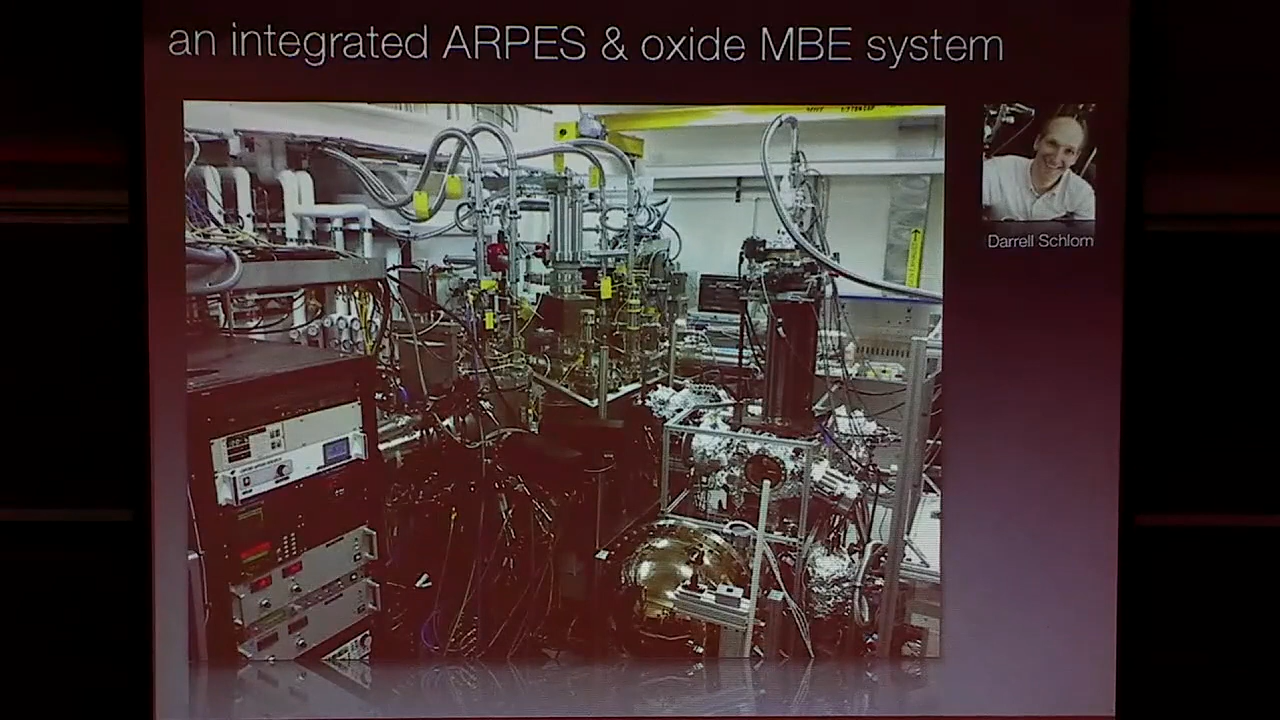 an integrated ARPES & oxide MBE system
Darrell Schlom